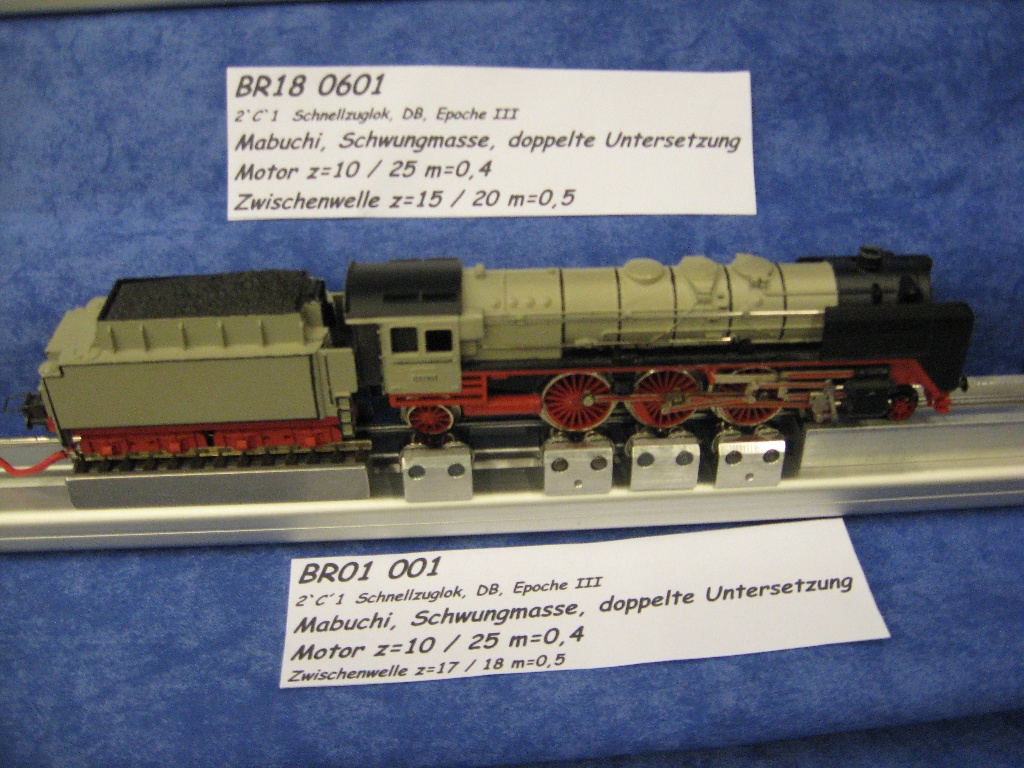 BR18 0601
2`C`1 Schnellzuglok, DB, Epoche III
Mabuchi, Schwungmasse, doppelte Untersetzung
Motor z=10 / 25 m=0,4
Zwischenwelle z=15 / 20 m=0,5
BR01 001
2`C´1 Schnellzuglok, DB, Epoche III
Mabuchi, Schwungmasse, doppelte Untersetzung
Motor z=10 / 25 m=0,4
Zwischenwelle z=17 / 18 m=0,5